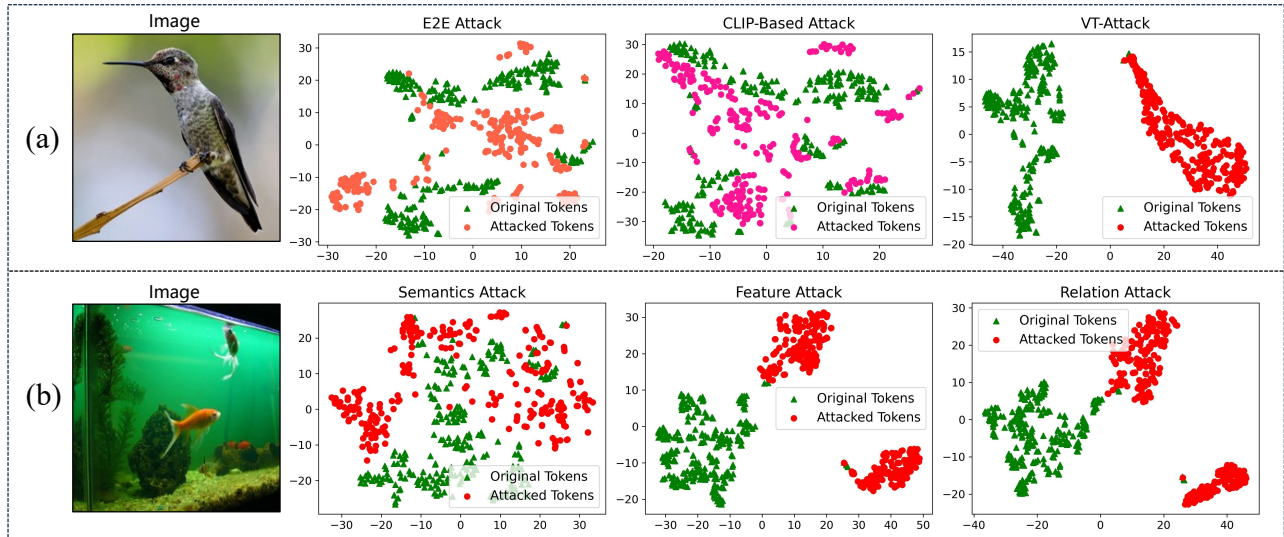 (a)
Image
E2E Attack
30
20
10
0
−10
−20
−30
−30 −20 −10 0 10 20
Original Tokens
Attacked Tokens
CLIP-Based Attack
30
20
10
0
−10
−20
−30
−20 −10 0 10 20
Original Tokens
Attacked Tokens
VT-Attack
15
10
5
0
−5
−10
−15
−20
−40 −20 0 20 40
Original Tokens
Attacked Tokens
(b)
Image
Semantics Attack
30
20
10
0
−10
−20
−30 −20 −10 0 10 20 30
Original Tokens
Attacked Tokens
Feature Attack
30
20
10
0
−10
−20
−30 −20 −10 0 10 20 30 40 50
Original Tokens
Attacked Tokens
Relation Attack
30
20
10
0
−10
−20
−40 −20 0 20 40
Original Tokens
Attacked Tokens